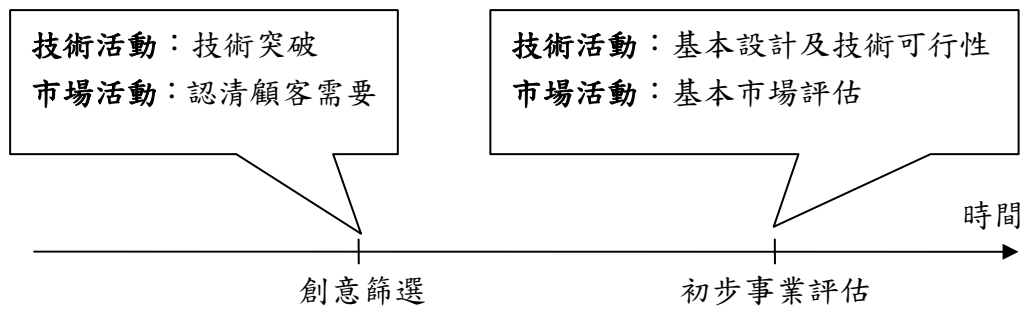 技術活動：技術突破
市場活動：認清顧客需要
技術活動：基本設計及技術可行性
市場活動：基本市場評估
時間
創意篩選
初步事業評估